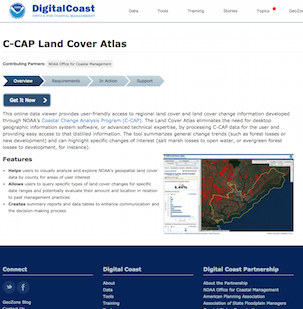 DigitalCoast
OFFICE FOR COASTAL MANAGEMENT
Data
Tools
Training
Stories
Topics
GeoZone
C-CAP Land Cover Atlas
Contributing Partners: NOAA Office for Coastal Management
Overview
Requirements
In Action
Support
Get It Now
This online data viewer provides user-friendly access to regional land cover and land cover change information developed
through NOAA's Coastal Change Analysis Program (C-CAP). The Land Cover Atlas eliminates the need for desktop
geographic information system software, or advanced technical expertise, by processing C-CAP data for the user and
providing easy access to that distilled information. The tool summarizes general change trends (such as forest losses or
new development) and can highlight specific changes of interest (salt marsh losses to open water, or evergreen forest
losses to development, for instance).
Features
Helps users to visually analyze and explore NOAA's geospatial land cover
data by county for areas of user interest
Allows users to query specific types of land cover changes for specific
date ranges and potentially evaluate their amount and location in relation
to past management practices
Creates summary reports and data tables to enhance communication and
the decision-making process
Connect
GeoZone Blog
Contact Us
Digital Coast
About
Data
Tools
Training
Digital Coast Partnership
About the Partnership
NOAA Office for Coastal Management
American Planning Association
Association of State Floodplain Managers